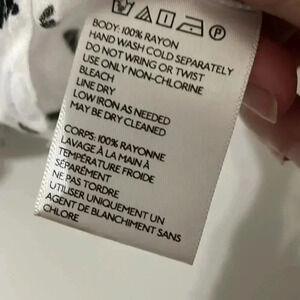 BODY: 100% RAYON
HAND WASH COLD SEPARATELY
DO NOT WRING OR TWIST
USE ONLY NON-CHLORINE
BLEACH
LINE DRY
LOW IRON AS NEEDED
MAY BE DRY CLEANED
CORPS: 100% RAYONNE
LAVAGE À LA MAIN À
TEMPÉRATURE FROIDE
SÉPARÉMENT
NE PAS TORDRE
UTILISER UNIQUEMENT UN
AGENT DE BLANCHIMENT SANS
CHLORE